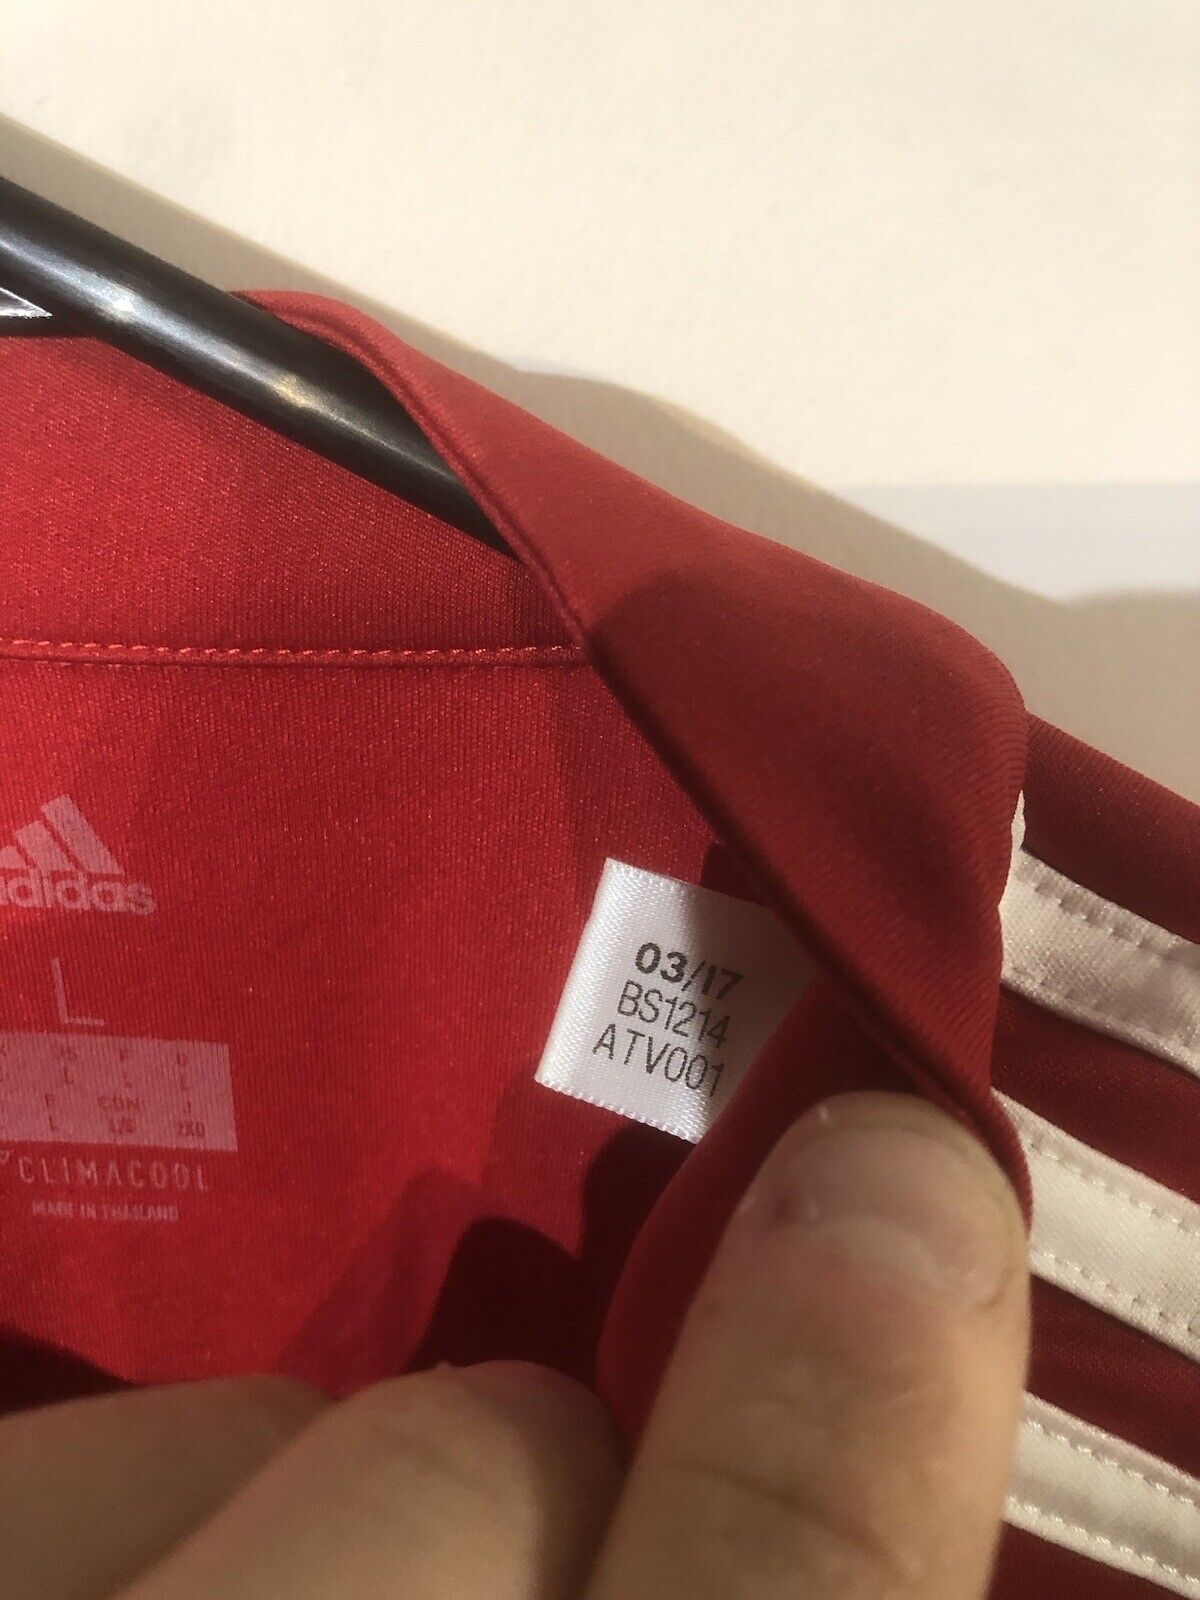 adidas
L
03/17
BS1214
ATV001
CLIMACOOL
MADE IN THAILAND